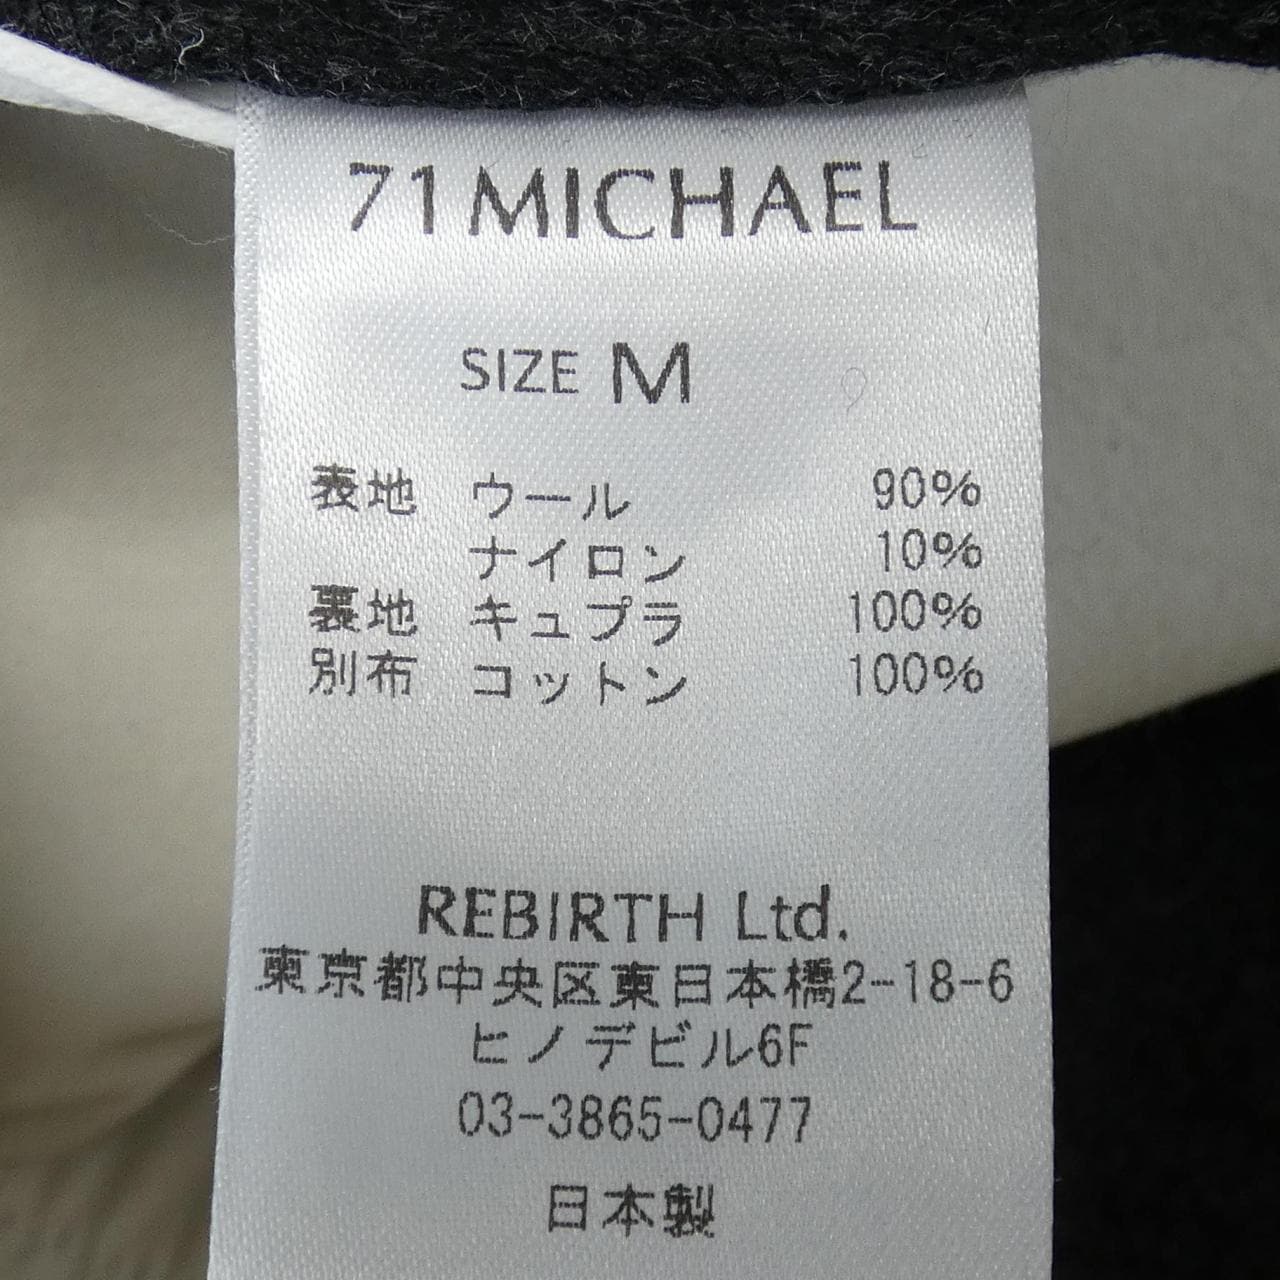 71MICHAEL
SIZE M
表地 ウール 90%
ナイロン 10%
裏地 キュプラ 100%
別布 コットン 100%
REBIRTH Ltd.
東京都中央区東日本橋2-18-6
ヒノデビル6F
03-3865-0477
日本製